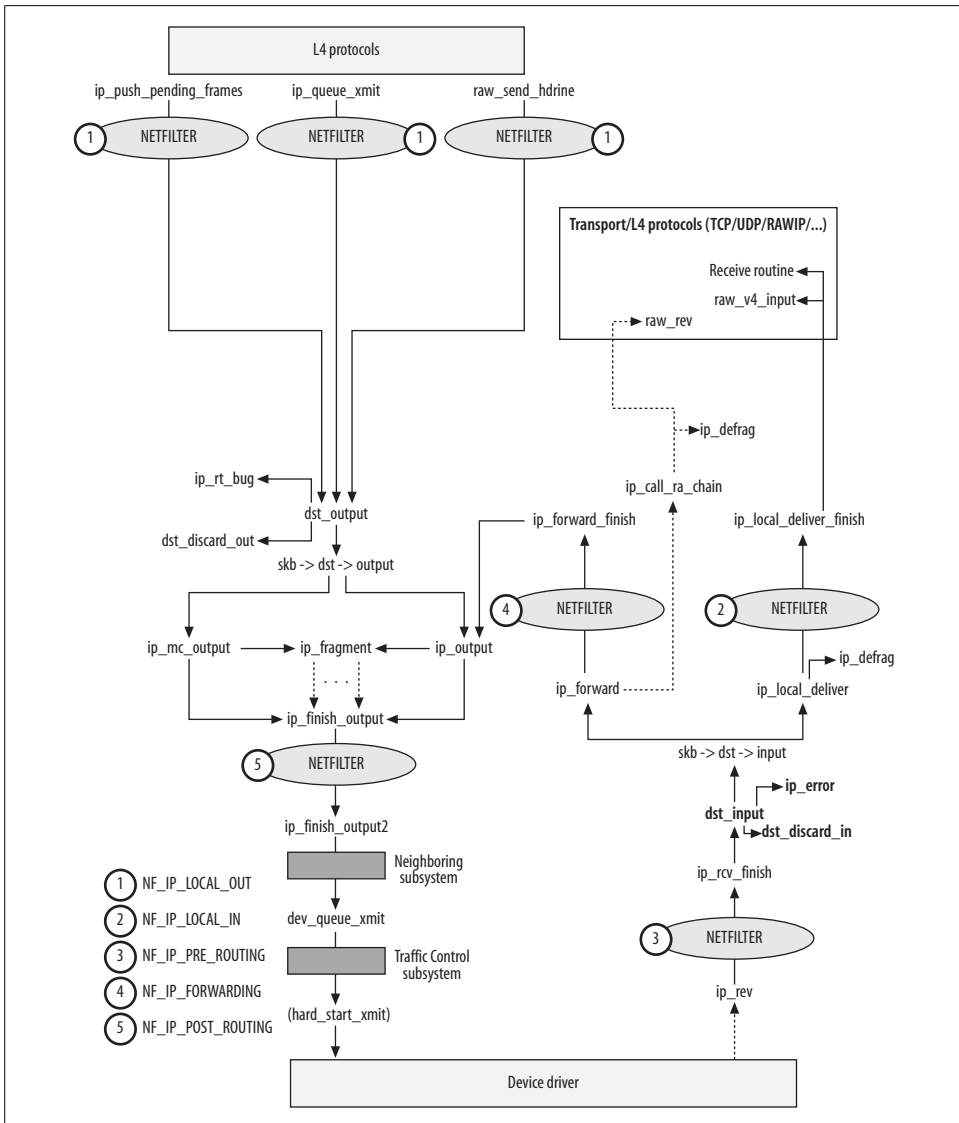 L4 protocols
ip_push_pending_frames
ip_queue_xmit
raw_send_hdrine
1
NETFILTER
NETFILTER
1
NETFILTER
1
Transport/L4 protocols (TCP/UDP/RAWIP/...)
Receive routine
raw_v4_input
raw_rev
ip_defrag
ip_rt_bug
ip_call_ra_chain
dst_output
dst_discard_out
ip_forward_finish
ip_local_deliver_finish
skb -> dst -> output
4
NETFILTER
2
NETFILTER
ip_mc_output
ip_fragment
ip_output
ip_defrag
. . .
ip_forward
ip_local_deliver
ip_finish_output
skb -> dst -> input
5
NETFILTER
ip_error
dst_input
dst_discard_in
ip_finish_output2
Neighboring
subsystem
ip_rcv_finish
1 NF_IP_LOCAL_OUT
dev_queue_xmit
2 NF_IP_LOCAL_IN
3
NETFILTER
3 NF_IP_PRE_ROUTING
Traffic Control
subsystem
4 NF_IP_FORWARDING
ip_rev
(hard_start_xmit)
5 NF_IP_POST_ROUTING
Device driver